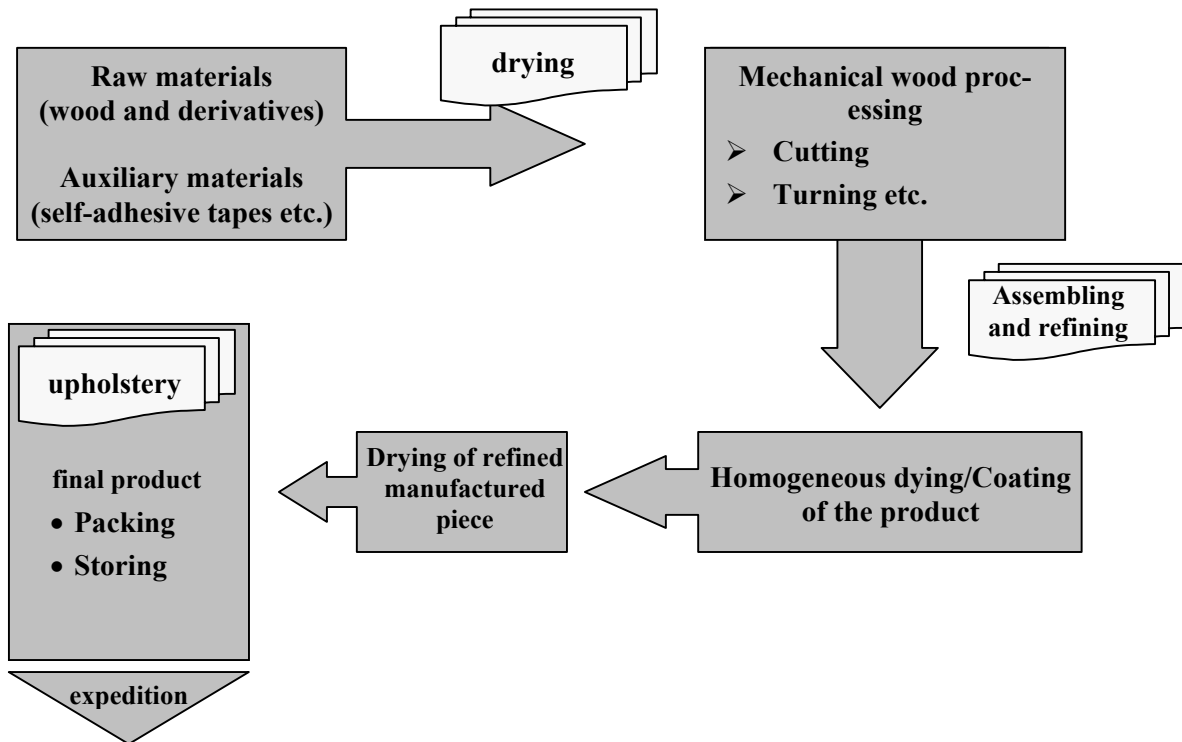 Raw materials
(wood and derivatives)
Auxiliary materials
(self-adhesive tapes etc.)
drying
Mechanical wood proc-
essing
➢ Cutting
➢ Turning etc.
Assembling
and refining
Homogeneous dying/Coating
of the product
Drying of refined
manufactured
piece
upholstery
final product
• Packing
• Storing
expedition